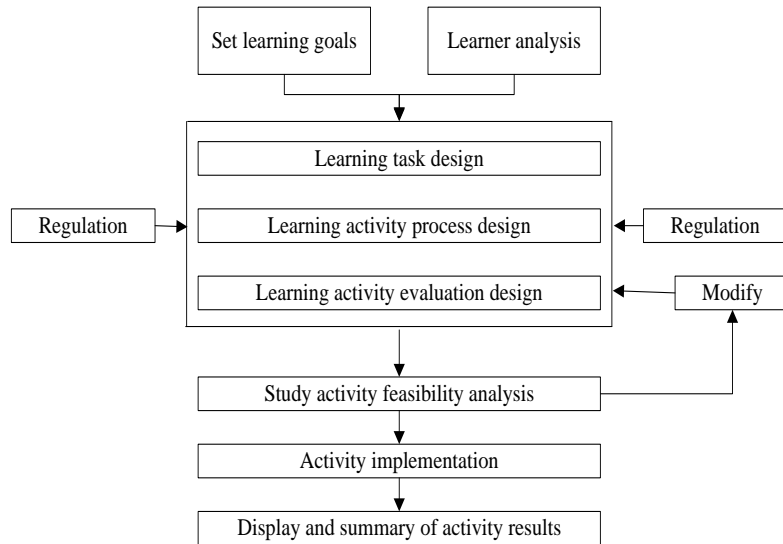 Set learning goals
Learner analysis
Learning task design
Regulation
Learning activity process design
Regulation
Learning activity evaluation design
Modify
Study activity feasibility analysis
Activity implementation
Display and summary of activity results